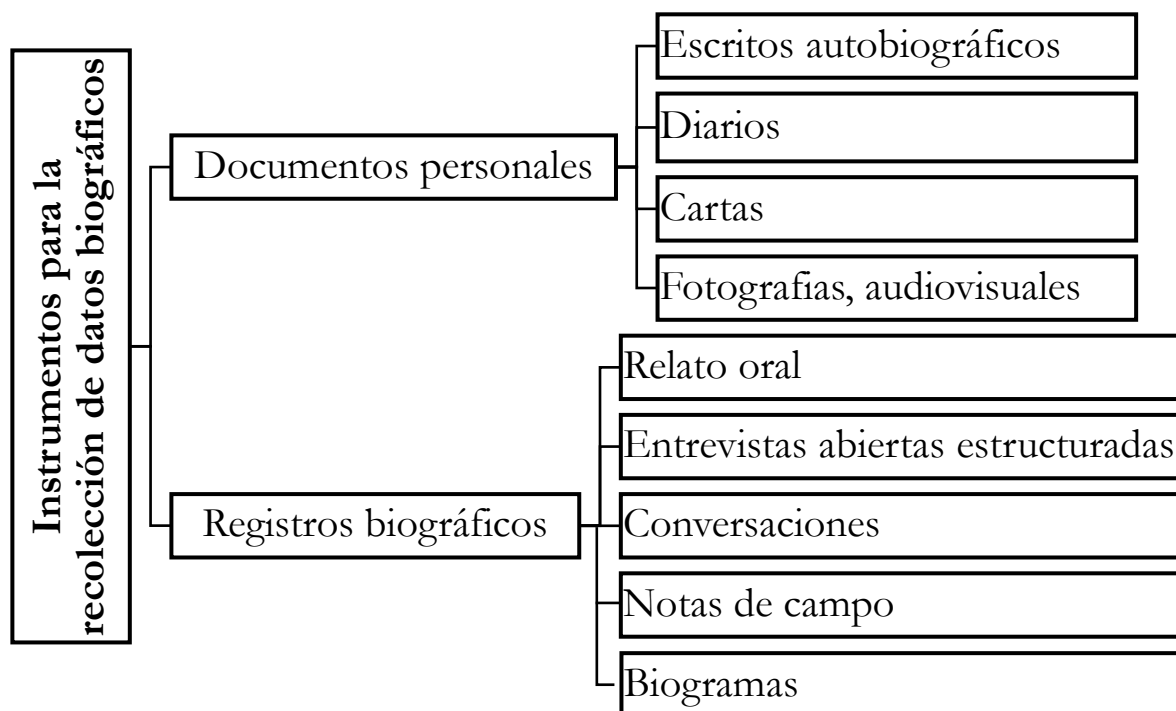 Instrumentos para la
recolección de datos biográficos
Documentos personales
Escritos autobiográficos
Diarios
Cartas
Fotografias, audiovisuales
Registros biográficos
Relato oral
Entrevistas abiertas estructuradas
Conversaciones
Notas de campo
Biogramas